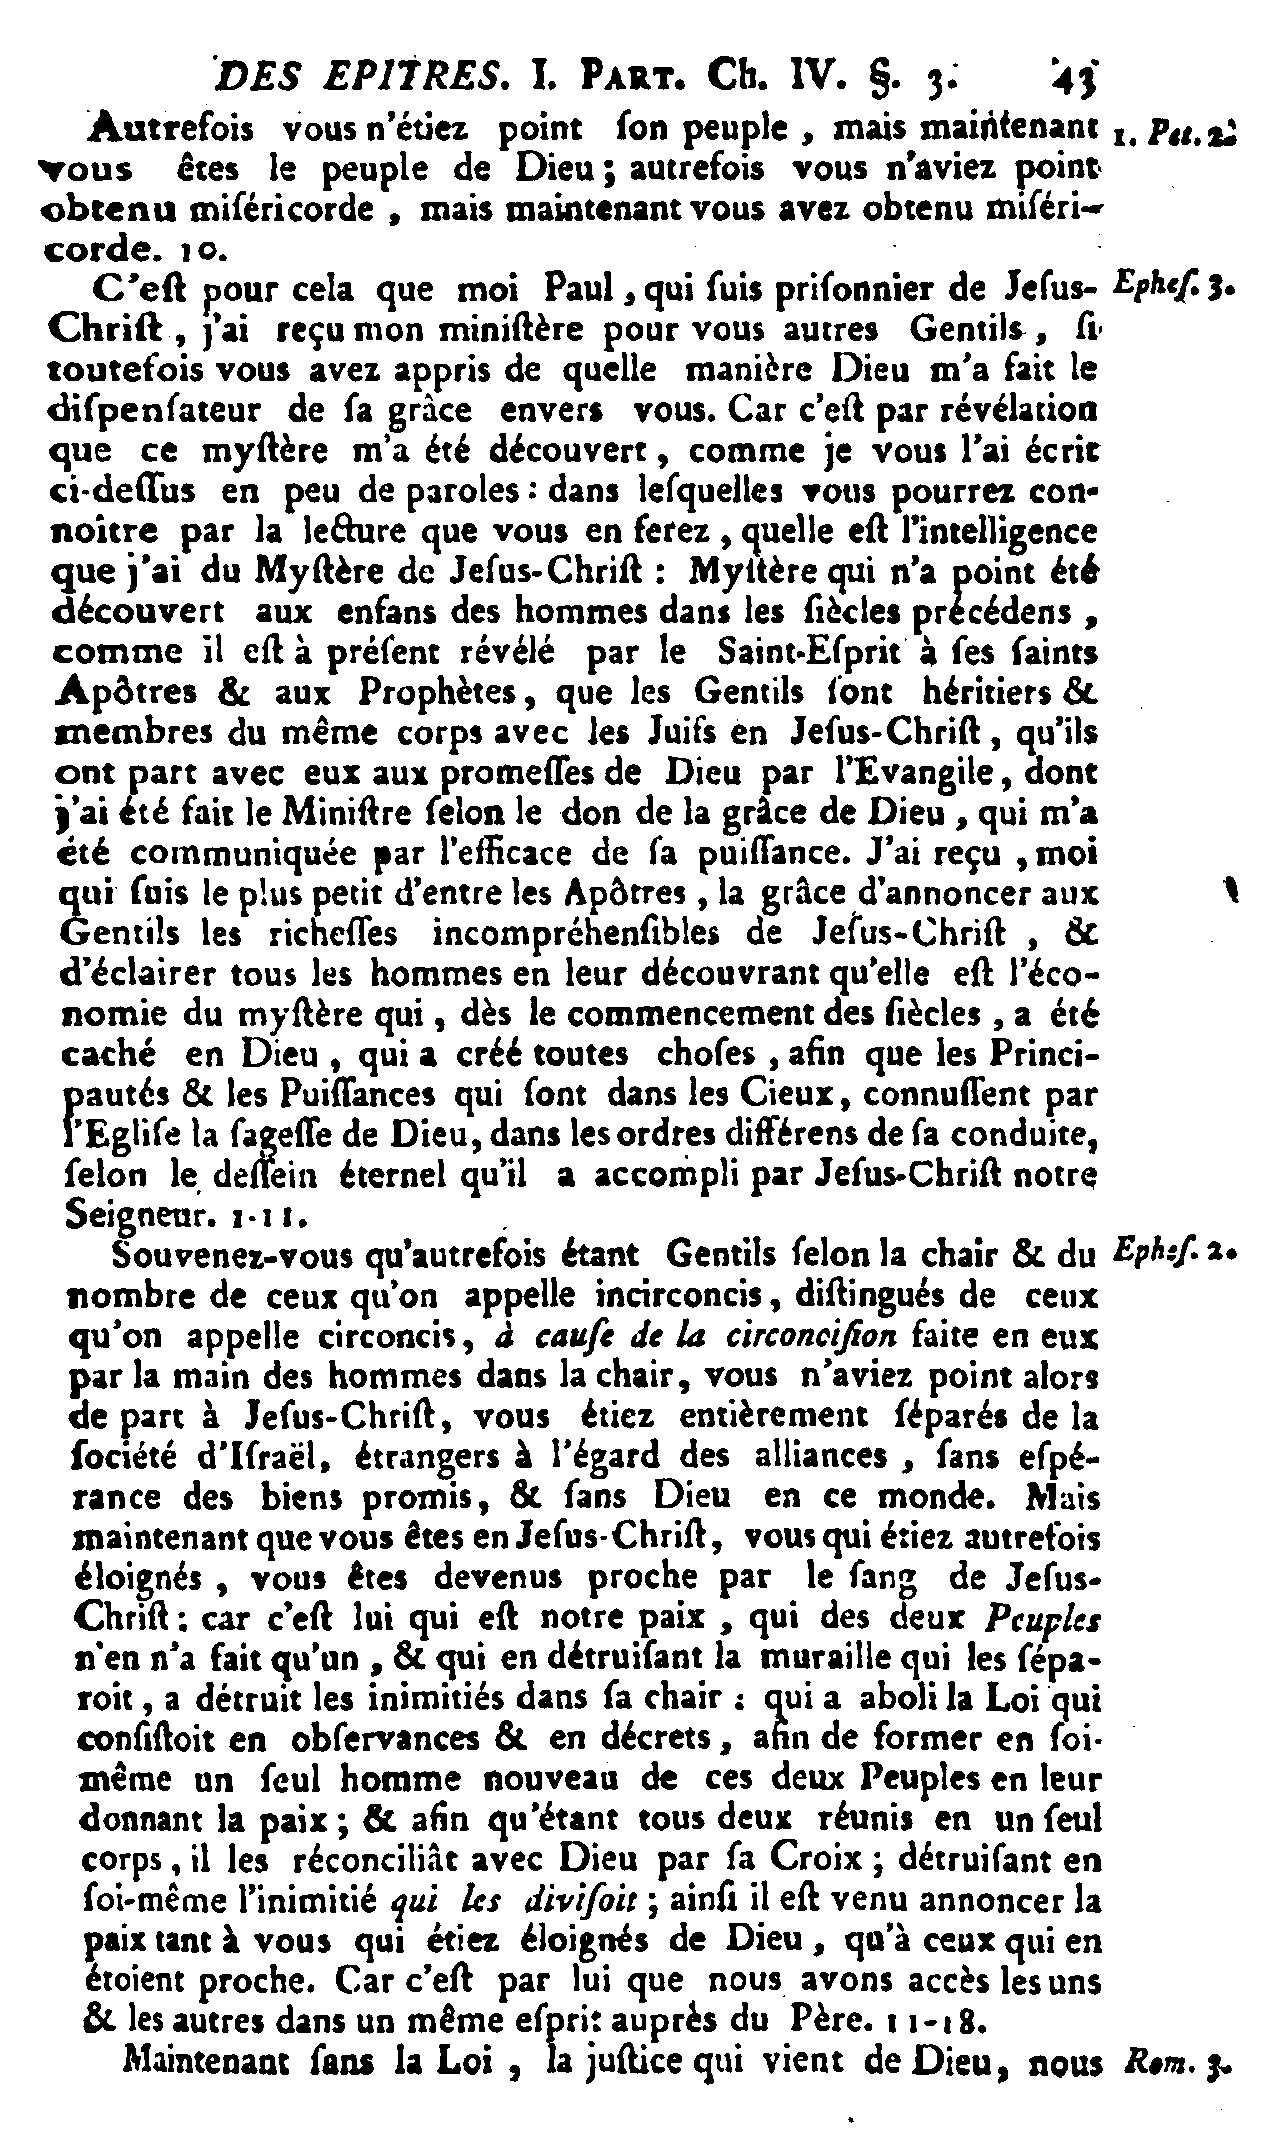 DES EPITRES. I. PART. Ch. IV. §. 3. 43
Autrefois vous n'étiez point ſon peuple , mais maintenant 1. Pet. 2.
vous êtes le peuple de Dieu ; autrefois vous n'aviez point
obtenu miſéricorde , mais maintenant vous avez obtenu miſéri-
corde. 10.
C'eſt pour cela que moi Paul , qui ſuis priſonnier de Jeſus- Epheſ. 3.
Chriſt , j'ai reçu mon miniſtère pour vous autres Gentils , ſi
toutefois vous avez appris de quelle manière Dieu m'a fait le
diſpenſateur de ſa grâce envers vous. Car c'eſt par révélation
que ce myſtère m'a été découvert , comme je vous l'ai écrit
ci-deſſus en peu de paroles : dans leſquelles vous pourrez con-
noître par la lecture que vous en ferez , quelle eſt l'intelligence
que j'ai du Myſtère de Jeſus-Chriſt : Myſtère qui n'a point été
découvert aux enfans des hommes dans les ſiècles précédens ,
comme il eſt à préſent révélé par le Saint-Eſprit à ſes ſaints
Apôtres & aux Prophètes, que les Gentils ſont héritiers &
membres du même corps avec les Juifs en Jeſus-Chriſt, qu'ils
ont part avec eux aux promeſſes de Dieu par l'Evangile, dont
j'ai été fait le Miniſtre ſelon le don de la grâce de Dieu , qui m'a
été communiquée par l'efficace de ſa puiſſance. J'ai reçu , moi
qui ſuis le plus petit d'entre les Apôtres , la grâce d'annoncer aux
Gentils les richeſſes incompréhenſibles de Jeſus-Chriſt , &
d'éclairer tous les hommes en leur découvrant qu'elle eſt l'éco-
nomie du myſtère qui , dès le commencement des ſiècles , a été
caché en Dieu , qui a créé toutes choſes , afin que les Princi-
pautés & les Puiſſances qui ſont dans les Cieux, connuſſent par
l'Egliſe la ſageſſe de Dieu, dans les ordres différens de ſa conduite,
ſelon le deſſein éternel qu'il a accompli par Jeſus-Chriſt notre
Seigneur. 1-11.
Souvenez-vous qu'autrefois étant Gentils ſelon la chair & du Epheſ. 2.
nombre de ceux qu'on appelle incirconcis, diſtingués de ceux
qu'on appelle circoncis, à cauſe de la circonciſion faite en eux
par la main des hommes dans la chair, vous n'aviez point alors
de part à Jeſus-Chriſt, vous étiez entièrement ſéparés de la
ſociété d'Iſraël, étrangers à l'égard des alliances , ſans eſpé-
rance des biens promis, & ſans Dieu en ce monde. Mais
maintenant que vous êtes en Jeſus-Chriſt, vous qui étiez autrefois
éloignés , vous êtes devenus proche par le ſang de Jeſus-
Chriſt : car c'eſt lui qui eſt notre paix , qui des deux Peuples
n'en n'a fait qu'un , & qui en détruiſant la muraille qui les ſépa-
roit , a détruit les inimitiés dans ſa chair : qui a aboli la Loi qui
conſiſtoit en obſervances & en décrets , afin de former en ſoi-
même un ſeul homme nouveau de ces deux Peuples en leur
donnant la paix ; & afin qu'étant tous deux réunis en un ſeul
corps , il les réconciliât avec Dieu par ſa Croix ; détruiſant en
ſoi-même l'inimitié qui les diviſoit ; ainſi il eſt venu annoncer la
paix tant à vous qui étiez éloignés de Dieu , qu'à ceux qui en
étoient proche. Car c'eſt par lui que nous avons accès les uns
& les autres dans un même eſprit auprès du Père. 11-18.
Maintenant ſans la Loi , la juſtice qui vient de Dieu, nous Rom. 3.